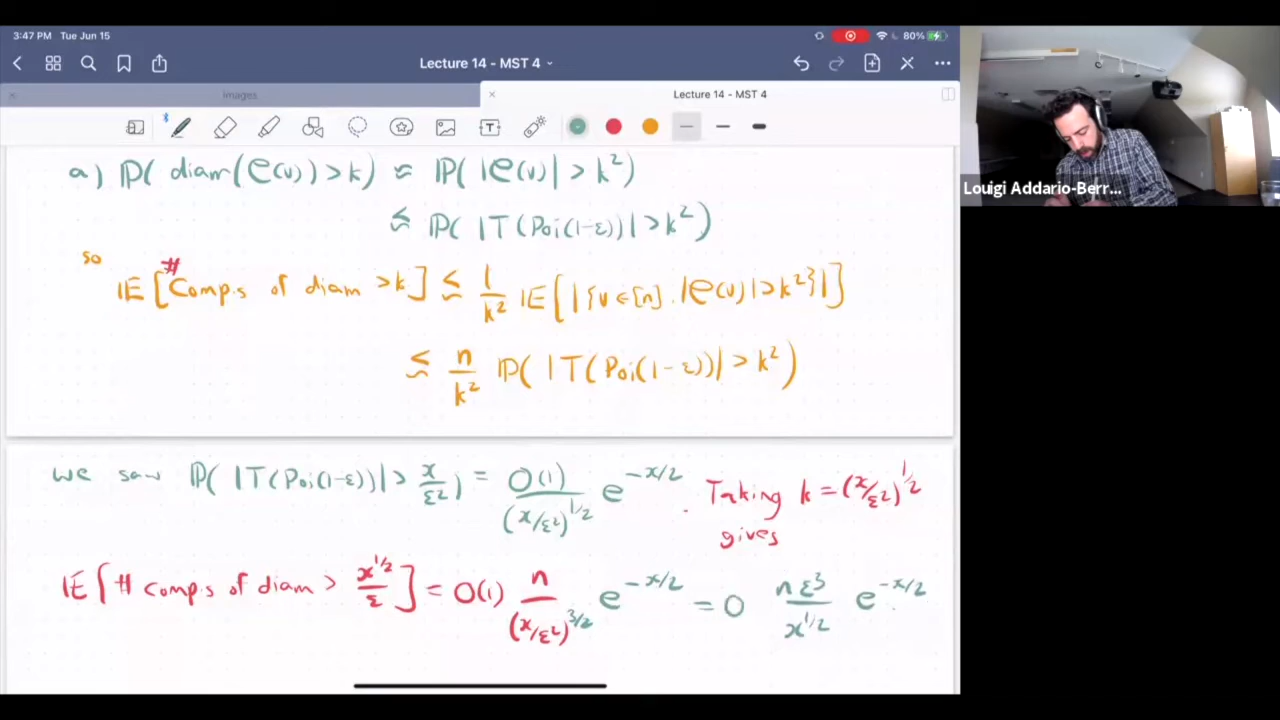 3:47 PM Tue Jun 15
80%
Lecture 14 - MST 4
Images
Lecture 14 - MST 4
Louigi Addario-Berr...
a) ℙ( diam(C(v)) > k) ≈ ℙ( |C(v)| > k²)
⪅ ℙ( |T(Poi(1-ε))| > k²)
so
𝔼[# Comp.s of diam > k] ⪅ 1/k² 𝔼[|{v ∈ [n]. |C(v)| > k²}|]
⪅ n/k² ℙ( |T(Poi(1-ε))| > k²)
we saw ℙ( |T(Poi(1-ε))| > x/ε²) = O(1)/(x/ε²)^{1/2} e^{-x/2}. Taking k = (x/ε²)^{1/2}
gives
𝔼[# comp.s of diam > x^{1/2}/ε] = O(1) n/(x/ε²)^{3/2} e^{-x/2} = O nε³/x^{1/2} e^{-x/2}